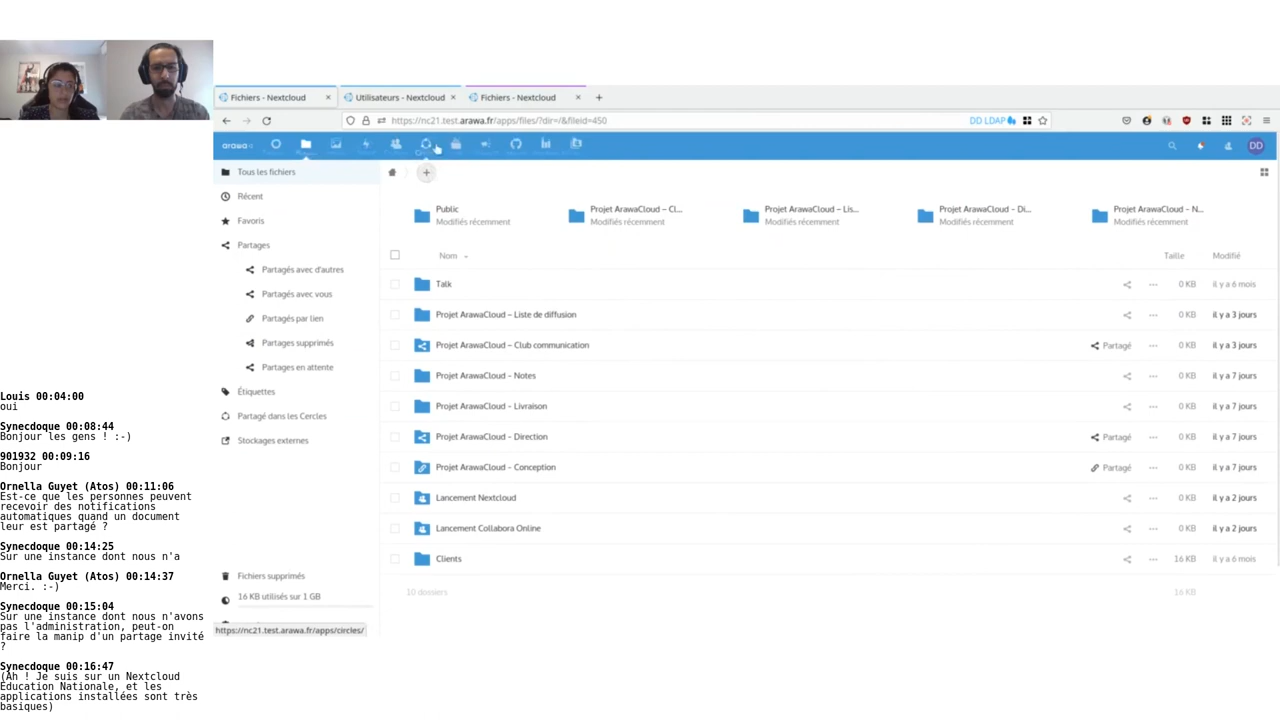 Fichiers - Nextcloud
Utilisateurs - Nextcloud
Fichiers - Nextcloud
https://nc21.test.arawa.fr/apps/files/?dir=/&fileid=450
DD LDAP
arawa
DD
Tous les fichiers
Récent
Favoris
Partages
Partagés avec d'autres
Partagés avec vous
Partagés par lien
Partages supprimés
Partages en attente
Étiquettes
Partagé dans les Cercles
Stockages externes
Fichiers supprimés
16 KB utilisés sur 1 GB
https://nc21.test.arawa.fr/apps/circles/
Public
Modifiés récemment
Projet ArawaCloud – Cl...
Modifiés récemment
Projet ArawaCloud – Lis...
Modifiés récemment
Projet ArawaCloud – Di...
Modifiés récemment
Projet ArawaCloud – N...
Modifiés récemment
Nom Taille Modifié
Talk 0 KB il y a 6 mois
Projet ArawaCloud – Liste de diffusion 0 KB il y a 3 jours
Projet ArawaCloud – Club communication Partagé 0 KB il y a 3 jours
Projet ArawaCloud – Notes 0 KB il y a 7 jours
Projet ArawaCloud – Livraison 0 KB il y a 7 jours
Projet ArawaCloud – Direction Partagé 0 KB il y a 7 jours
Projet ArawaCloud – Conception Partagé 0 KB il y a 7 jours
Lancement Nextcloud 0 KB il y a 2 jours
Lancement Collabora Online 0 KB il y a 2 jours
Clients 16 KB il y a 6 mois
10 dossiers 16 KB
Louis 00:04:00
oui
Synecdoque 00:08:44
Bonjour les gens ! :-)
901932 00:09:16
Bonjour
Ornella Guyet (Atos) 00:11:06
Est-ce que les personnes peuvent
recevoir des notifications
automatiques quand un document
leur est partagé ?
Synecdoque 00:14:25
Sur une instance dont nous n'a
Ornella Guyet (Atos) 00:14:37
Merci. :-)
Synecdoque 00:15:04
Sur une instance dont nous n'avons
pas l'administration, peut-on
faire la manip d'un partage invité
?
Synecdoque 00:16:47
(Ah ! Je suis sur un Nextcloud
Éducation Nationale, et les
applications installées sont très
basiques)